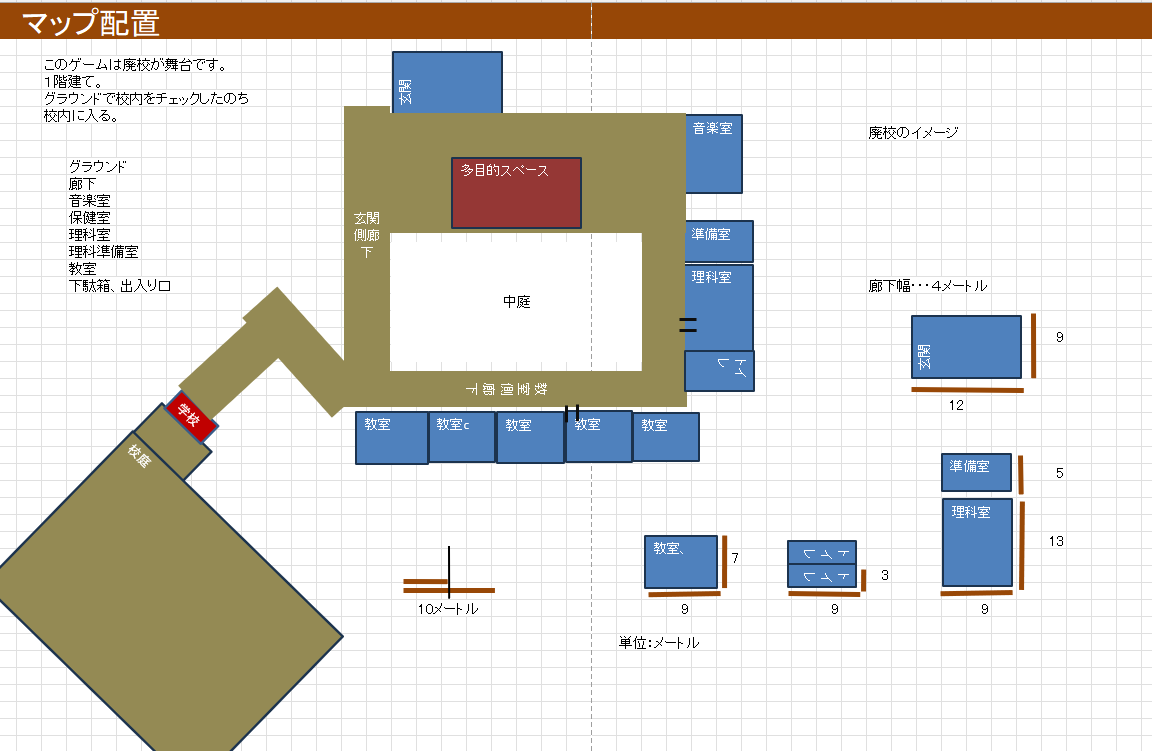 マップ配置
このゲームは廃校が舞台です。
1階建て。
グラウンドで校内をチェックしたのち
校内に入る。
グラウンド
廊下
音楽室
保健室
理科室
理科準備室
教室
下駄箱、出入り口
玄関
音楽室
廃校のイメージ
多目的スペース
玄関
側廊
下
準備室
理科室
中庭
廊下幅・・・4メートル
玄関
9
12
トイ
レ
教室側廊下
学校
校庭
教室
教室c
教室
教室
教室
準備室
5
理科室
13
9
教室、
7
9
トイレ
トイレ
3
9
10メートル
単位:メートル